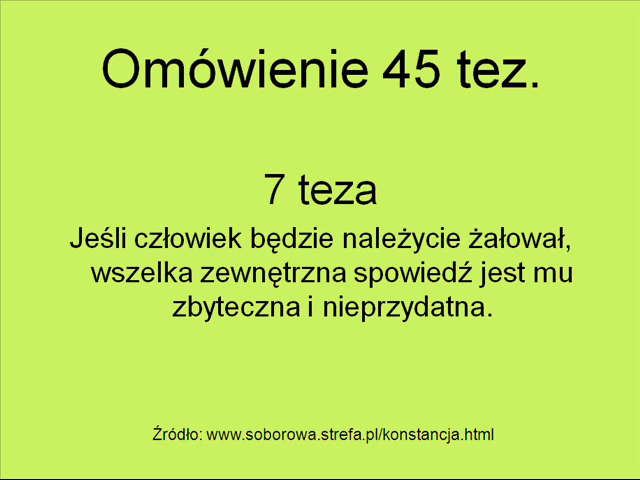 Omówienie 45 tez.
7 teza
Jeśli człowiek będzie należycie żałował,
wszelka zewnętrzna spowiedź jest mu
zbyteczna i nieprzydatna.
Źródło: www.soborowa.strefa.pl/konstancja.html